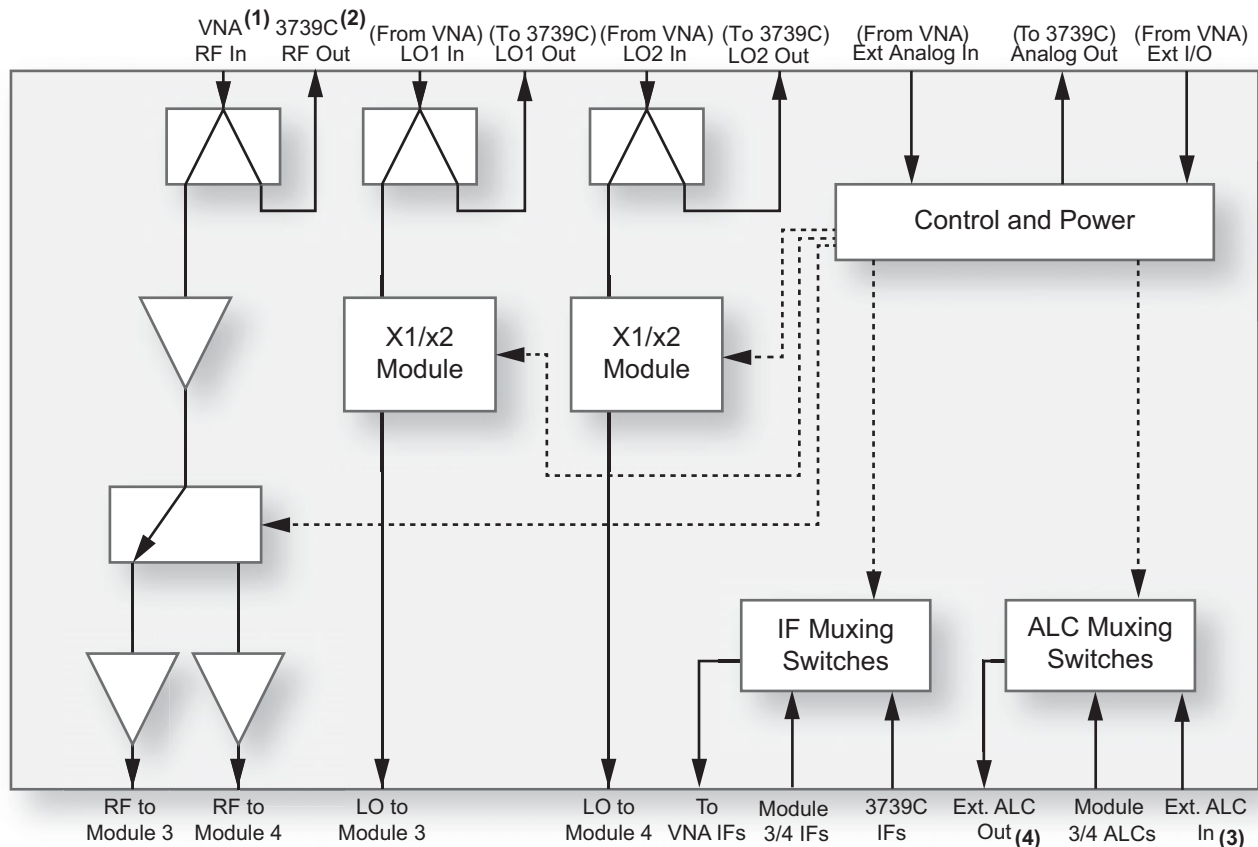 VNA (1)
RF In
3739C (2)
RF Out
(From VNA)
LO1 In
(To 3739C)
LO1 Out
(From VNA)
LO2 In
(To 3739C)
LO2 Out
(From VNA)
Ext Analog In
(To 3739C)
Analog Out
(From VNA)
Ext I/O
Control and Power
X1/x2
Module
X1/x2
Module
IF Muxing
Switches
ALC Muxing
Switches
RF to
Module 3
RF to
Module 4
LO to
Module 3
LO to
Module 4
To
VNA IFs
Module
3/4 IFs
3739C
IFs
Ext. ALC
Out (4)
Module
3/4 ALCs
Ext. ALC
In (3)